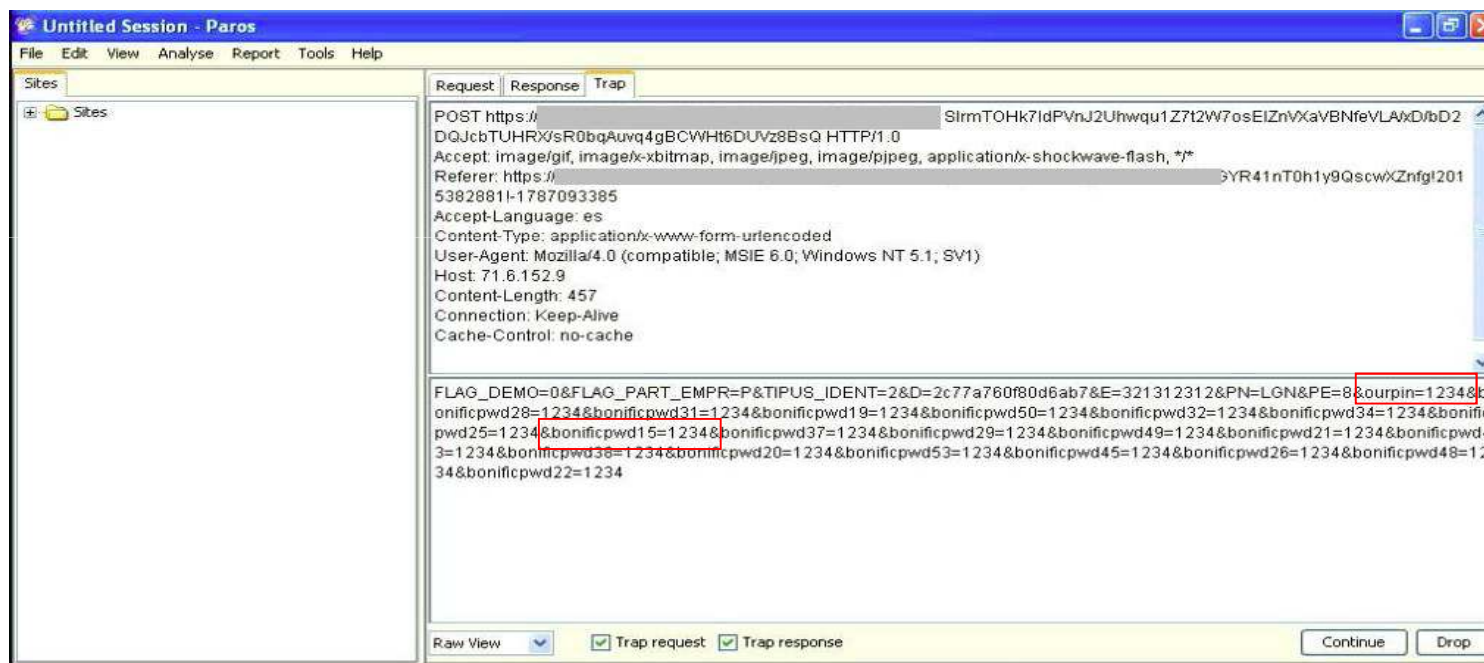 Untitled Session - Paros
File Edit View Analyse Report Tools Help
Sites
Sites
Request Response Trap
POST https:// SIrmTOHk7IdPVnJ2Uhwqu1Z7t2W7osEIZnVXaVBNfeVLA/xD/bD2
DQJcbTUHRX/sR0bqAuvq4gBCWHt6DUVz8BsQ HTTP/1.0
Accept: image/gif, image/x-xbitmap, image/jpeg, image/pjpeg, application/x-shockwave-flash, */*
Referer: https:// GYR41nT0h1y9QscwXZnfg!201
5382881!-1787093385
Accept-Language: es
Content-Type: application/x-www-form-urlencoded
User-Agent: Mozilla/4.0 (compatible; MSIE 6.0; Windows NT 5.1; SV1)
Host: 71.6.152.9
Content-Length: 457
Connection: Keep-Alive
Cache-Control: no-cache
FLAG_DEMO=0&FLAG_PART_EMPR=P&TIPUS_IDENT=2&D=2c77a760f80d6ab7&E=321312312&PN=LGN&PE=8&ourpin=1234&b
onificpwd28=1234&bonificpwd31=1234&bonificpwd19=1234&bonificpwd50=1234&bonificpwd32=1234&bonificpwd34=1234&bonific
pwd25=1234&bonificpwd15=1234&bonificpwd37=1234&bonificpwd29=1234&bonificpwd49=1234&bonificpwd21=1234&bonificpwd4
3=1234&bonificpwd38=1234&bonificpwd20=1234&bonificpwd53=1234&bonificpwd45=1234&bonificpwd26=1234&bonificpwd48=12
34&bonificpwd22=1234
Raw View Trap request Trap response Continue Drop